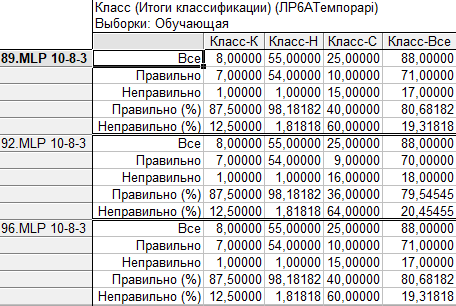 Класс (Итоги классификации) (ЛР6АТемпорарі)
Выборки: Обучающая
Класс-К Класс-Н Класс-С Класс-Все
89.MLP 10-8-3 Все 8,00000 55,00000 25,00000 88,00000
Правильно 7,00000 54,00000 10,00000 71,00000
Неправильно 1,00000 1,00000 15,00000 17,00000
Правильно (%) 87,50000 98,18182 40,00000 80,68182
Неправильно (%) 12,50000 1,81818 60,00000 19,31818
92.MLP 10-8-3 Все 8,00000 55,00000 25,00000 88,00000
Правильно 7,00000 54,00000 9,00000 70,00000
Неправильно 1,00000 1,00000 16,00000 18,00000
Правильно (%) 87,50000 98,18182 36,00000 79,54545
Неправильно (%) 12,50000 1,81818 64,00000 20,45455
96.MLP 10-8-3 Все 8,00000 55,00000 25,00000 88,00000
Правильно 7,00000 54,00000 10,00000 71,00000
Неправильно 1,00000 1,00000 15,00000 17,00000
Правильно (%) 87,50000 98,18182 40,00000 80,68182
Неправильно (%) 12,50000 1,81818 60,00000 19,31818